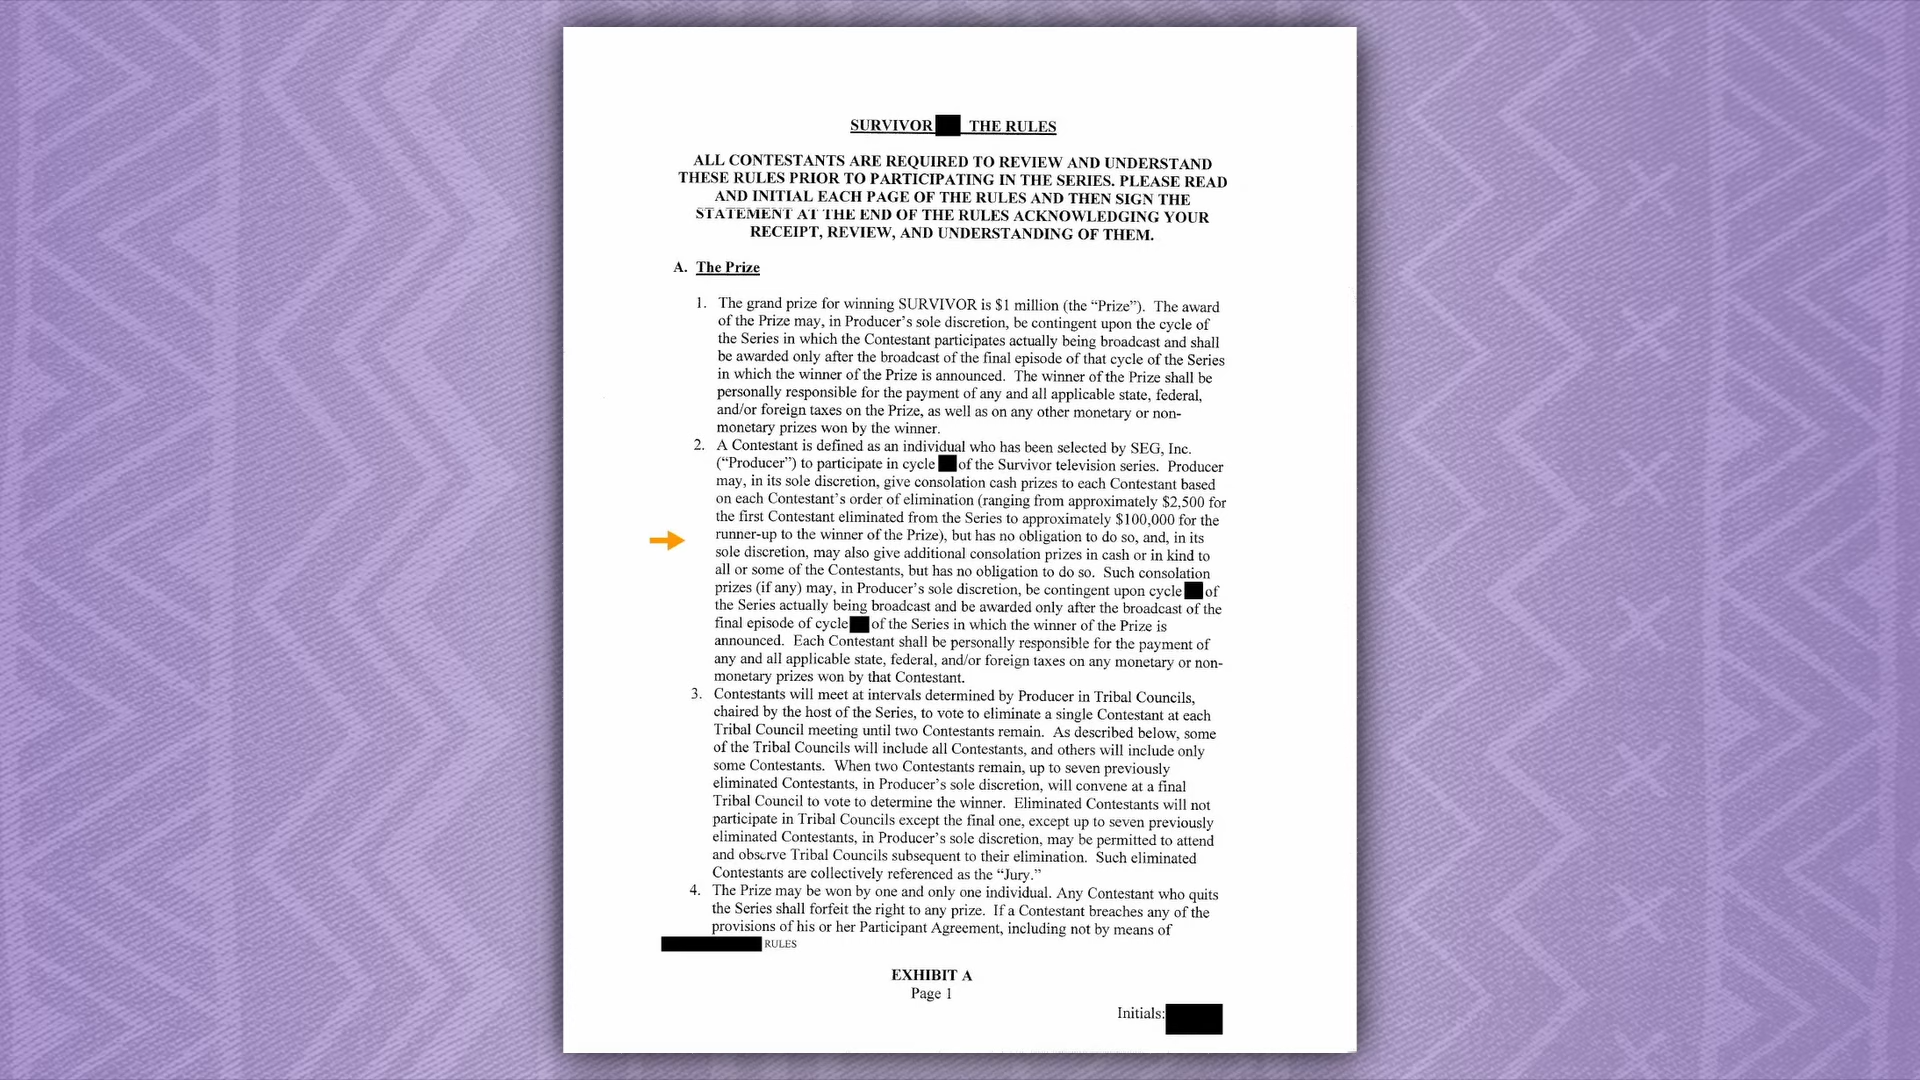 SURVIVOR THE RULES
ALL CONTESTANTS ARE REQUIRED TO REVIEW AND UNDERSTAND
THESE RULES PRIOR TO PARTICIPATING IN THE SERIES. PLEASE READ
AND INITIAL EACH PAGE OF THE RULES AND THEN SIGN THE
STATEMENT AT THE END OF THE RULES ACKNOWLEDGING YOUR
RECEIPT, REVIEW, AND UNDERSTANDING OF THEM.
A. The Prize
1. The grand prize for winning SURVIVOR is $1 million (the “Prize”). The award
of the Prize may, in Producer’s sole discretion, be contingent upon the cycle of
the Series in which the Contestant participates actually being broadcast and shall
be awarded only after the broadcast of the final episode of that cycle of the Series
in which the winner of the Prize is announced. The winner of the Prize shall be
personally responsible for the payment of any and all applicable state, federal,
and/or foreign taxes on the Prize, as well as on any other monetary or non-
monetary prizes won by the winner.
2. A Contestant is defined as an individual who has been selected by SEG, Inc.
(“Producer”) to participate in cycle of the Survivor television series. Producer
may, in its sole discretion, give consolation cash prizes to each Contestant based
on each Contestant’s order of elimination (ranging from approximately $2,500 for
the first Contestant eliminated from the Series to approximately $100,000 for the
runner-up to the winner of the Prize), but has no obligation to do so, and, in its
sole discretion, may also give additional consolation prizes in cash or in kind to
all or some of the Contestants, but has no obligation to do so. Such consolation
prizes (if any) may, in Producer’s sole discretion, be contingent upon cycle of
the Series actually being broadcast and be awarded only after the broadcast of the
final episode of cycle of the Series in which the winner of the Prize is
announced. Each Contestant shall be personally responsible for the payment of
any and all applicable state, federal, and/or foreign taxes on any monetary or non-
monetary prizes won by that Contestant.
3. Contestants will meet at intervals determined by Producer in Tribal Councils,
chaired by the host of the Series, to vote to eliminate a single Contestant at each
Tribal Council meeting until two Contestants remain. As described below, some
of the Tribal Councils will include all Contestants, and others will include only
some Contestants. When two Contestants remain, up to seven previously
eliminated Contestants, in Producer’s sole discretion, will convene at a final
Tribal Council to vote to determine the winner. Eliminated Contestants will not
participate in Tribal Councils except the final one, except up to seven previously
eliminated Contestants, in Producer’s sole discretion, may be permitted to attend
and observe Tribal Councils subsequent to their elimination. Such eliminated
Contestants are collectively referenced as the “Jury.”
4. The Prize may be won by one and only one individual. Any Contestant who quits
the Series shall forfeit the right to any prize. If a Contestant breaches any of the
provisions of his or her Participant Agreement, including not by means of
RULES
EXHIBIT A
Page 1
Initials: